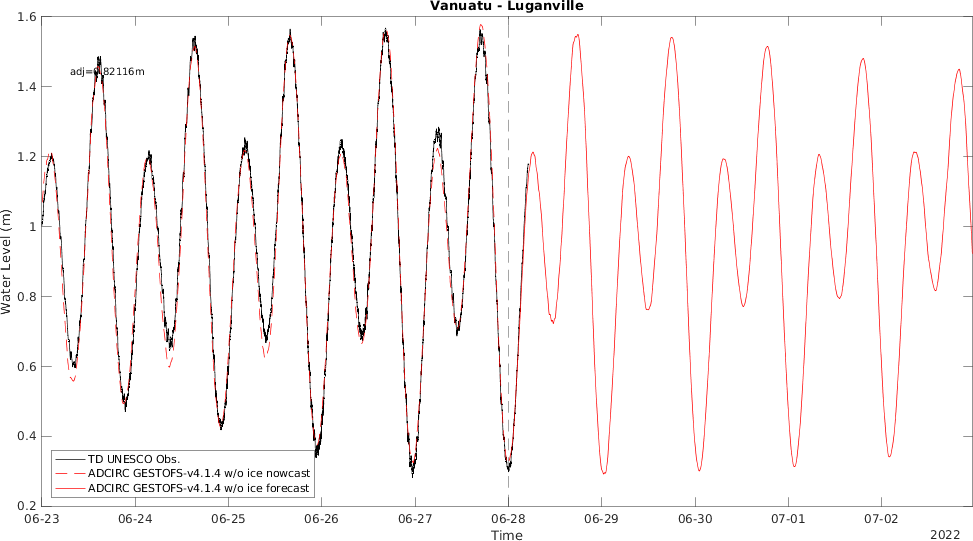 Vanuatu - Luganville
1.6
1.4
1.2
1
0.8
0.6
0.4
0.2
Water Level (m)
adj=0.82116m
TD UNESCO Obs.
ADCIRC GESTOFS-v4.1.4 w/o ice nowcast
ADCIRC GESTOFS-v4.1.4 w/o ice forecast
06-23 06-24 06-25 06-26 06-27 06-28 06-29 06-30 07-01 07-02
Time
2022